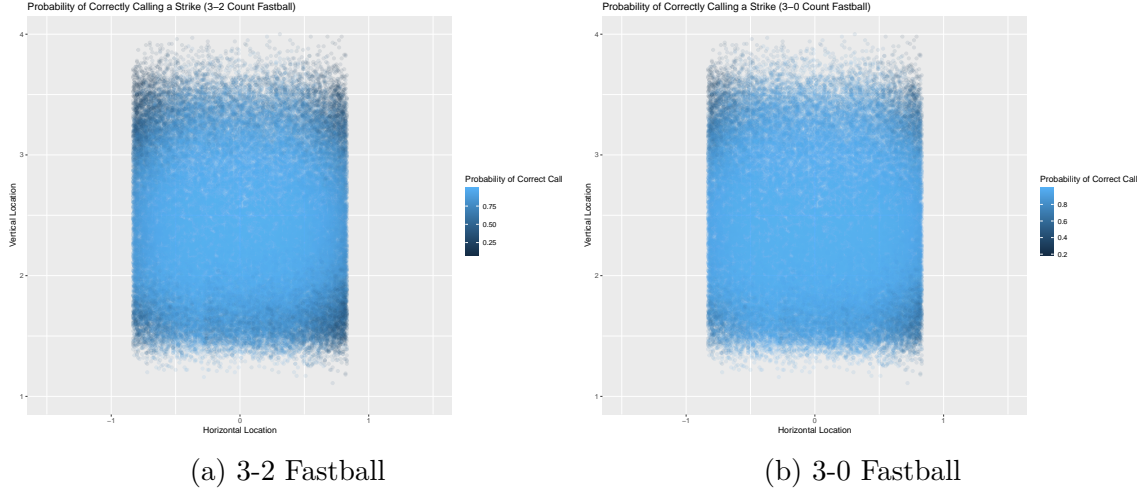 Probability of Correctly Calling a Strike (3−2 Count Fastball)
4
3
2
1
−1
0
1
Vertical Location
Horizontal Location
Probability of Correct Call
0.75
0.50
0.25
(a) 3-2 Fastball
Probability of Correctly Calling a Strike (3−0 Count Fastball)
4
3
2
1
−1
0
1
Vertical Location
Horizontal Location
Probability of Correct Call
0.8
0.6
0.4
0.2
(b) 3-0 Fastball